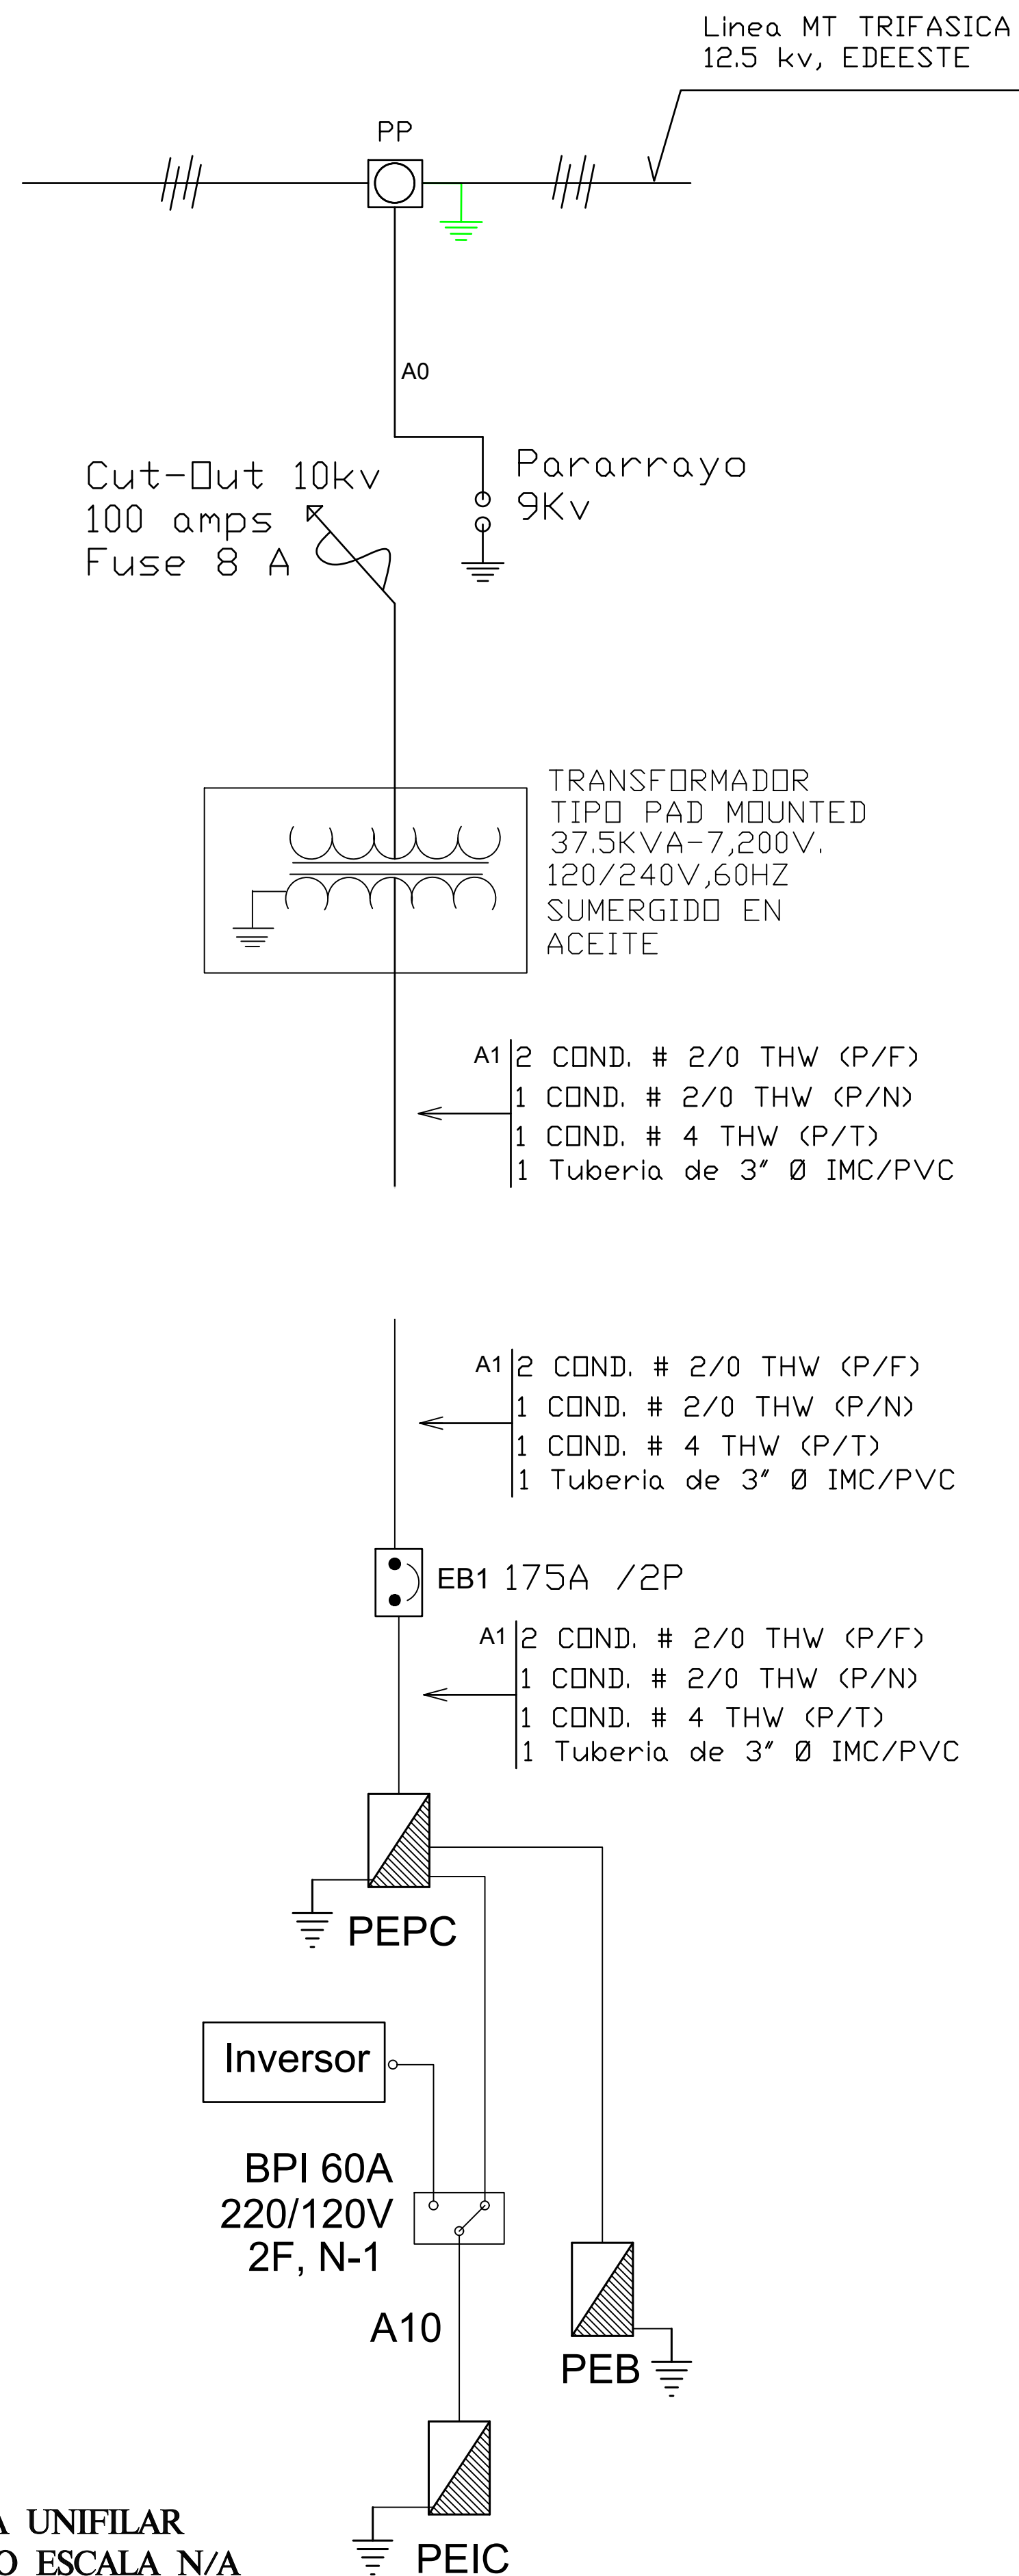 Linea MT TRIFASICA
12.5 kv, EDEESTE
PP
A0
Cut-Out 10kv
100 amps
Fuse 8 A
Pararrayo
9Kv
TRANSFORMADOR
TIPO PAD MOUNTED
37.5KVA-7,200V.
120/240V,60HZ
SUMERGIDO EN
ACEITE
A1
2 COND. # 2/0 THW (P/F)
1 COND. # 2/0 THW (P/N)
1 COND. # 4 THW (P/T)
1 Tuberia de 3" Ø IMC/PVC
A1
2 COND. # 2/0 THW (P/F)
1 COND. # 2/0 THW (P/N)
1 COND. # 4 THW (P/T)
1 Tuberia de 3" Ø IMC/PVC
EB1 175A /2P
A1
2 COND. # 2/0 THW (P/F)
1 COND. # 2/0 THW (P/N)
1 COND. # 4 THW (P/T)
1 Tuberia de 3" Ø IMC/PVC
PEPC
Inversor
BPI 60A
220/120V
2F, N-1
A10
PEB
PEIC
A UNIFILAR
O ESCALA N/A